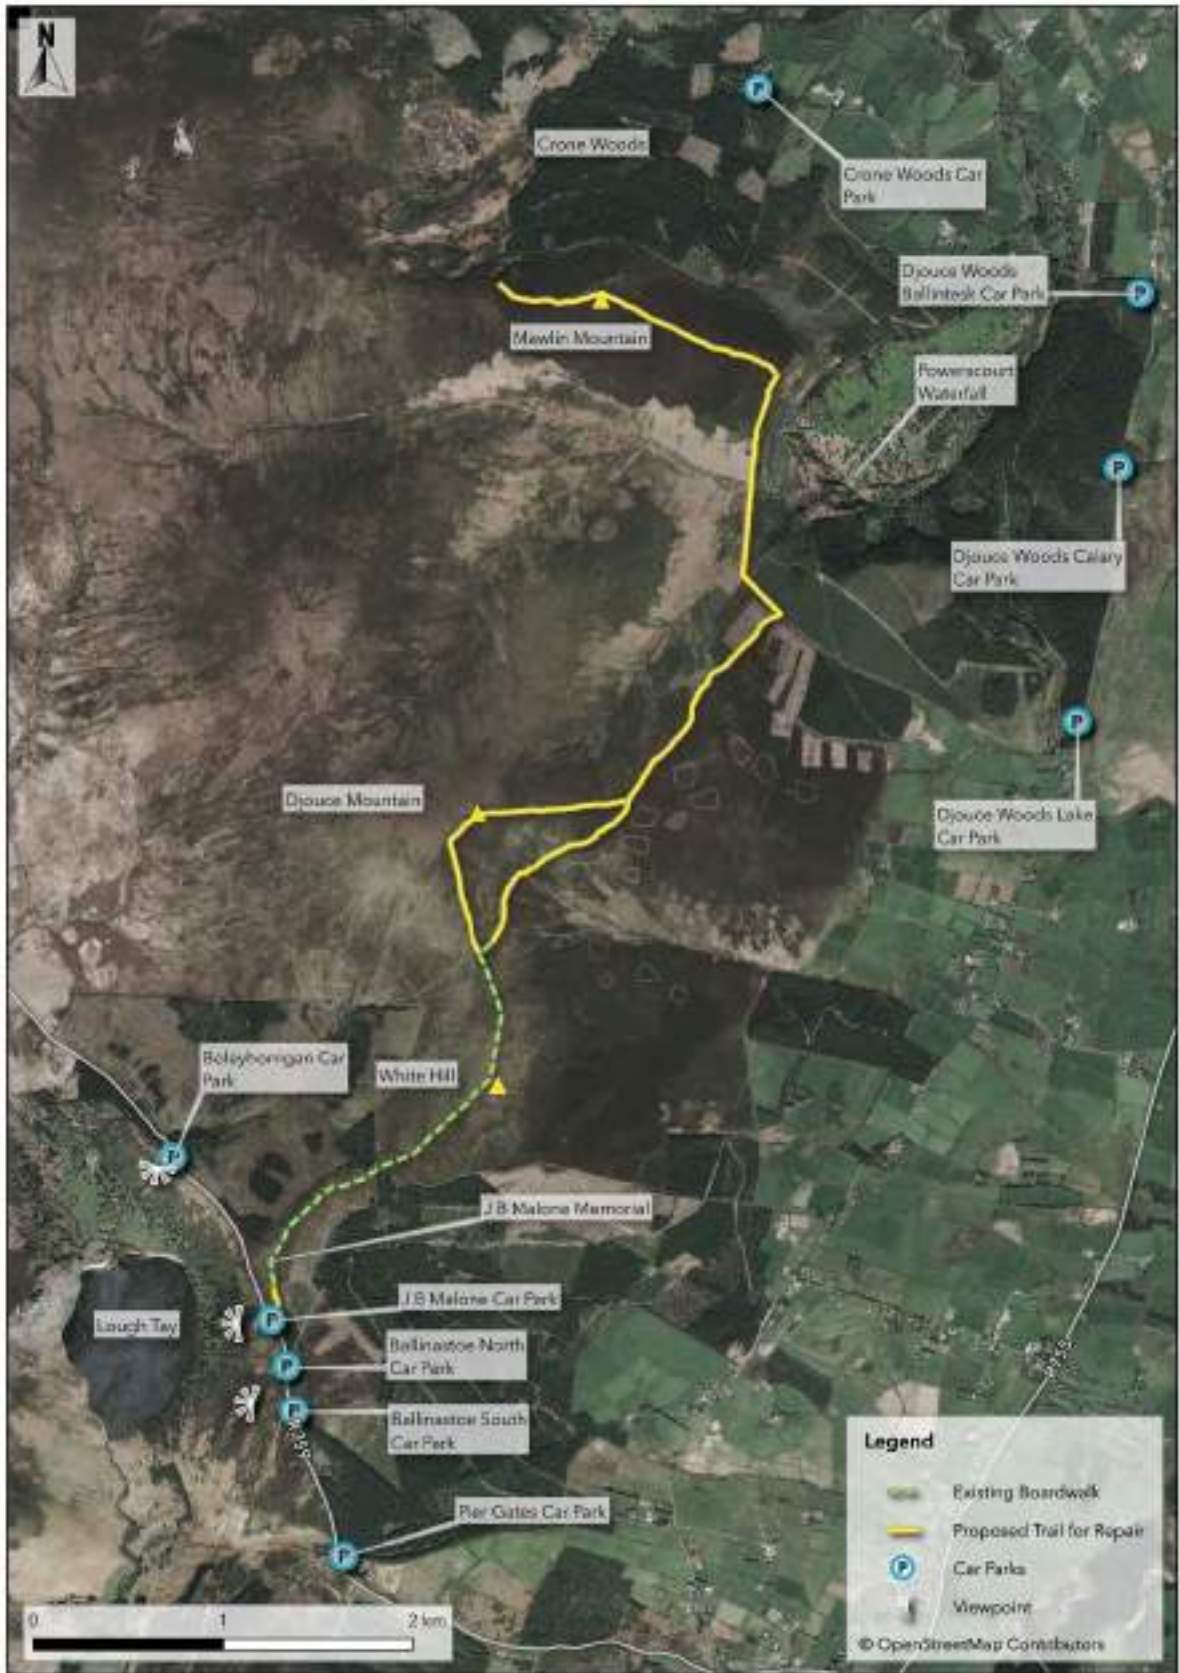 N
Crone Woods
Crone Woods Car
Park
Djouce Woods
Ballintesk Car Park
Mawlin Mountain
Powerscourt
Waterfall
Djouce Woods Calary
Car Park
Djouce Mountain
Djouce Woods Lake
Car Park
Boleyhorrigan Car
Park
White Hill
J B Malone Memorial
J B Malone Car Park
Lough Tay
Ballinastoe North
Car Park
Ballinastoe South
Car Park
R759
Pier Gates Car Park
Legend
Existing Boardwalk
Proposed Trail for Repair
P Car Parks
Viewpoint
© OpenStreetMap Contributors
0 1 2 km